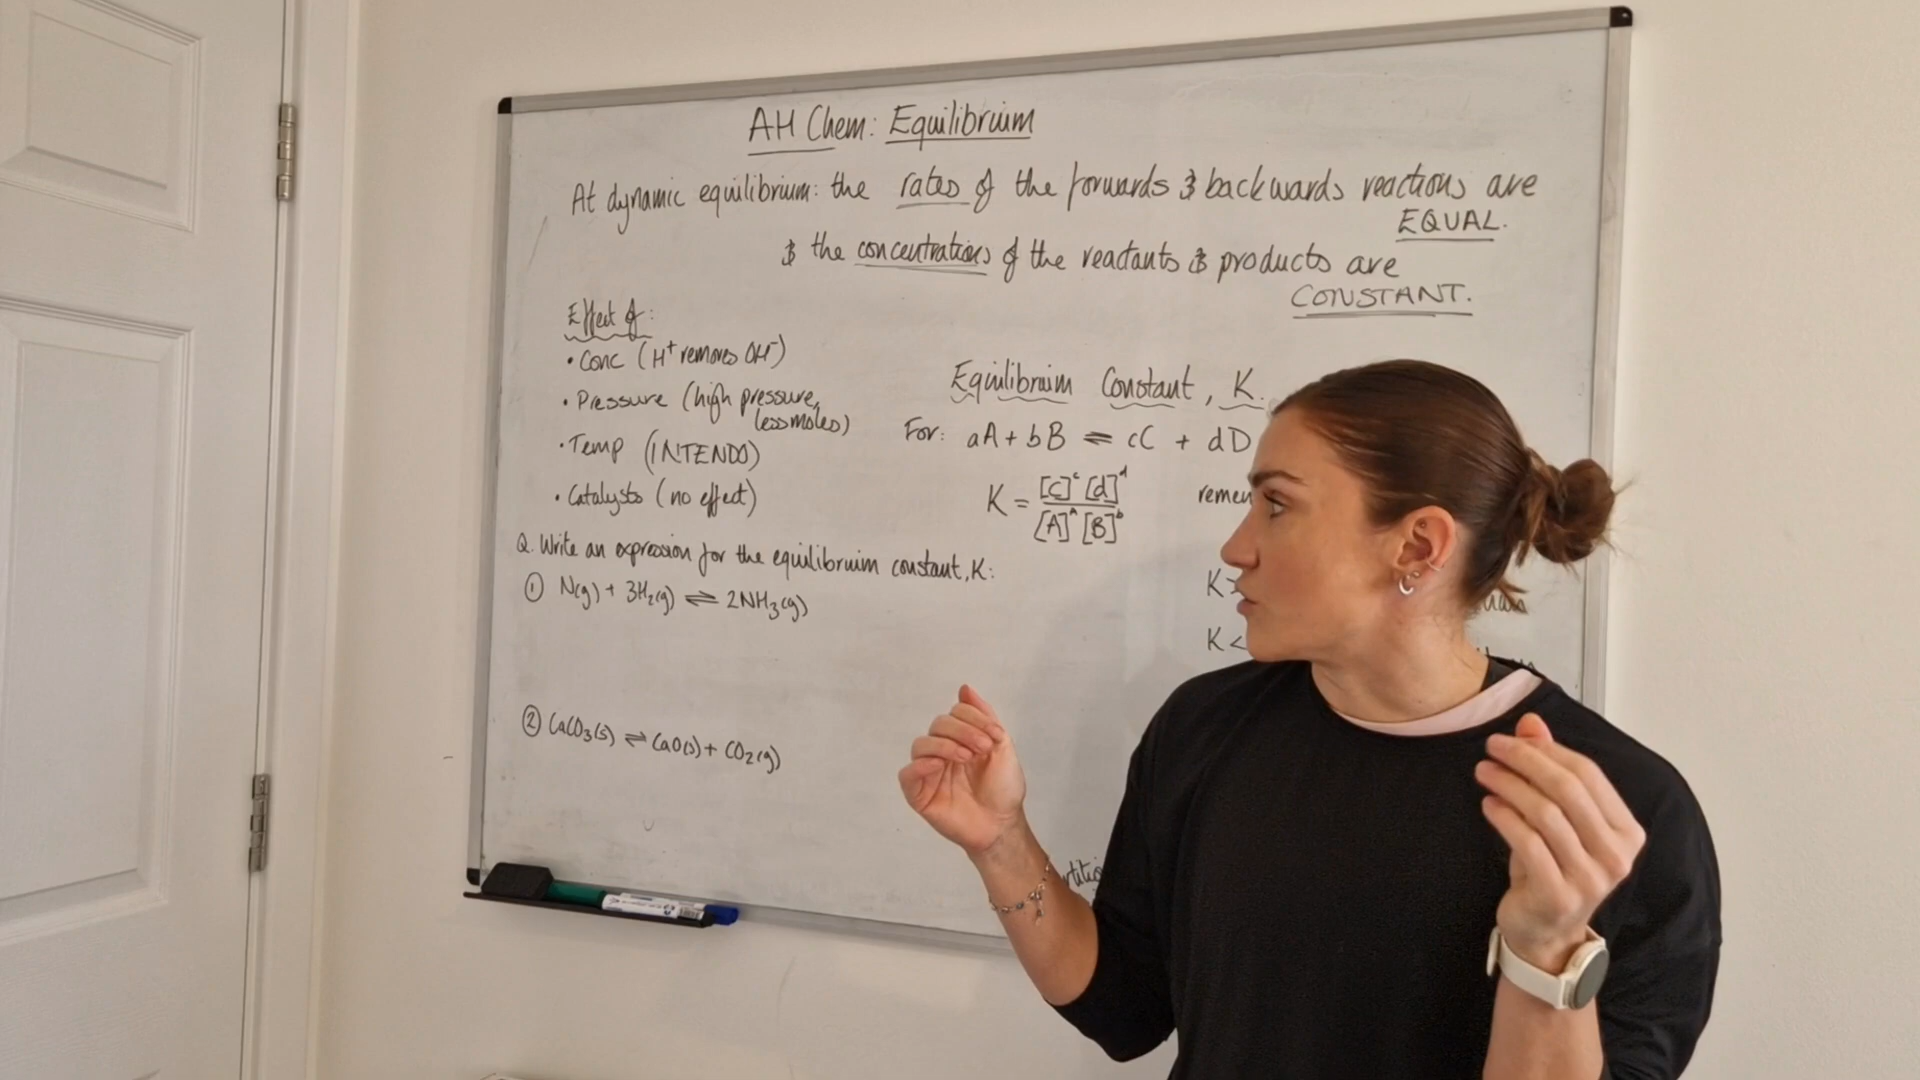 AH Chem: Equilibrium
At dynamic equilibrium: the rates of the forwards & backwards reactions are
EQUAL.
& the concentrations of the reactants & products are
CONSTANT.
Effect of:
• Conc (H⁺ removes OH⁻)
• Pressure (high pressure,
less moles)
• Temp (INTENDO)
• Catalysts (no effect)
Equilibrium Constant, K.
For: aA + bB ⇌ cC + dD
K = [C]ᶜ [d]ᵈ / [A]ᵃ [B]ᵇ
K >
K <
Q. Write an expression for the equilibrium constant, K:
① N(g) + 3H₂(g) ⇌ 2NH₃(g)
② CaCO₃(s) ⇌ CaO(s) + CO₂(g)